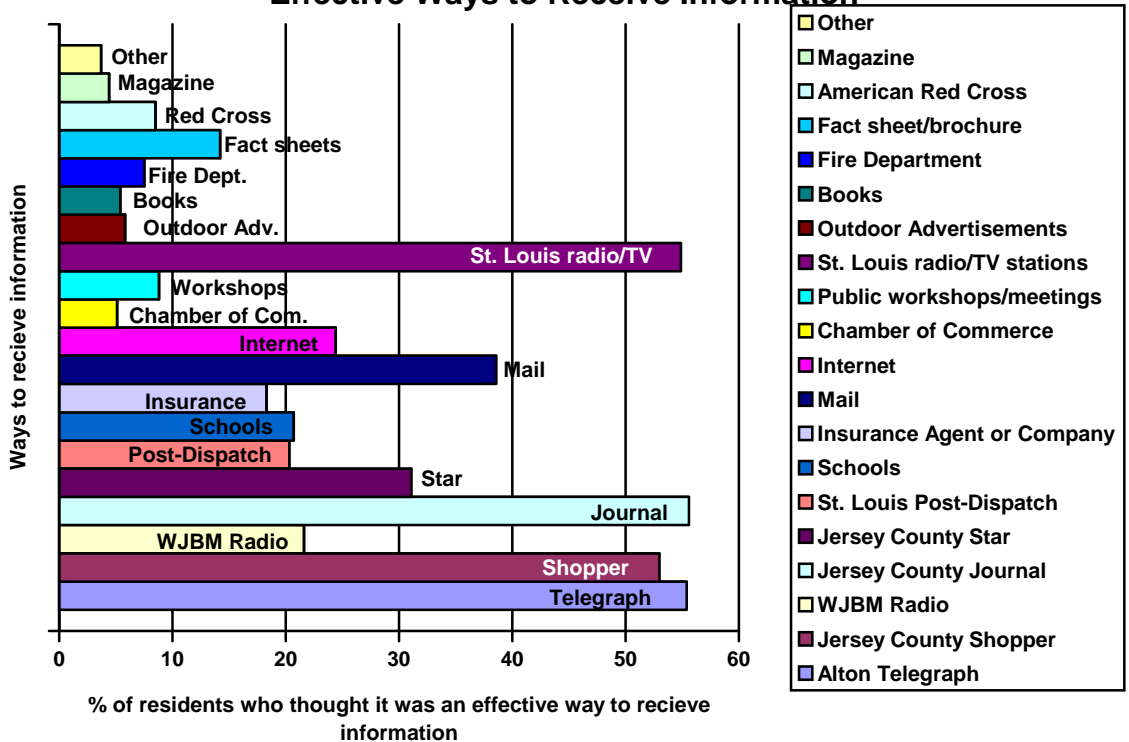 Effective Ways to Receive Information
Other
Magazine
Red Cross
Fact sheets
Fire Dept.
Books
Outdoor Adv.
St. Louis radio/TV
Workshops
Chamber of Com.
Internet
Mail
Insurance
Schools
Post-Dispatch
Star
Journal
WJBM Radio
Shopper
Telegraph
Ways to recieve information
0 10 20 30 40 50 60
% of residents who thought it was an effective way to recieve
information
Other
Magazine
American Red Cross
Fact sheet/brochure
Fire Department
Books
Outdoor Advertisements
St. Louis radio/TV stations
Public workshops/meetings
Chamber of Commerce
Internet
Mail
Insurance Agent or Company
Schools
St. Louis Post-Dispatch
Jersey County Star
Jersey County Journal
WJBM Radio
Jersey County Shopper
Alton Telegraph